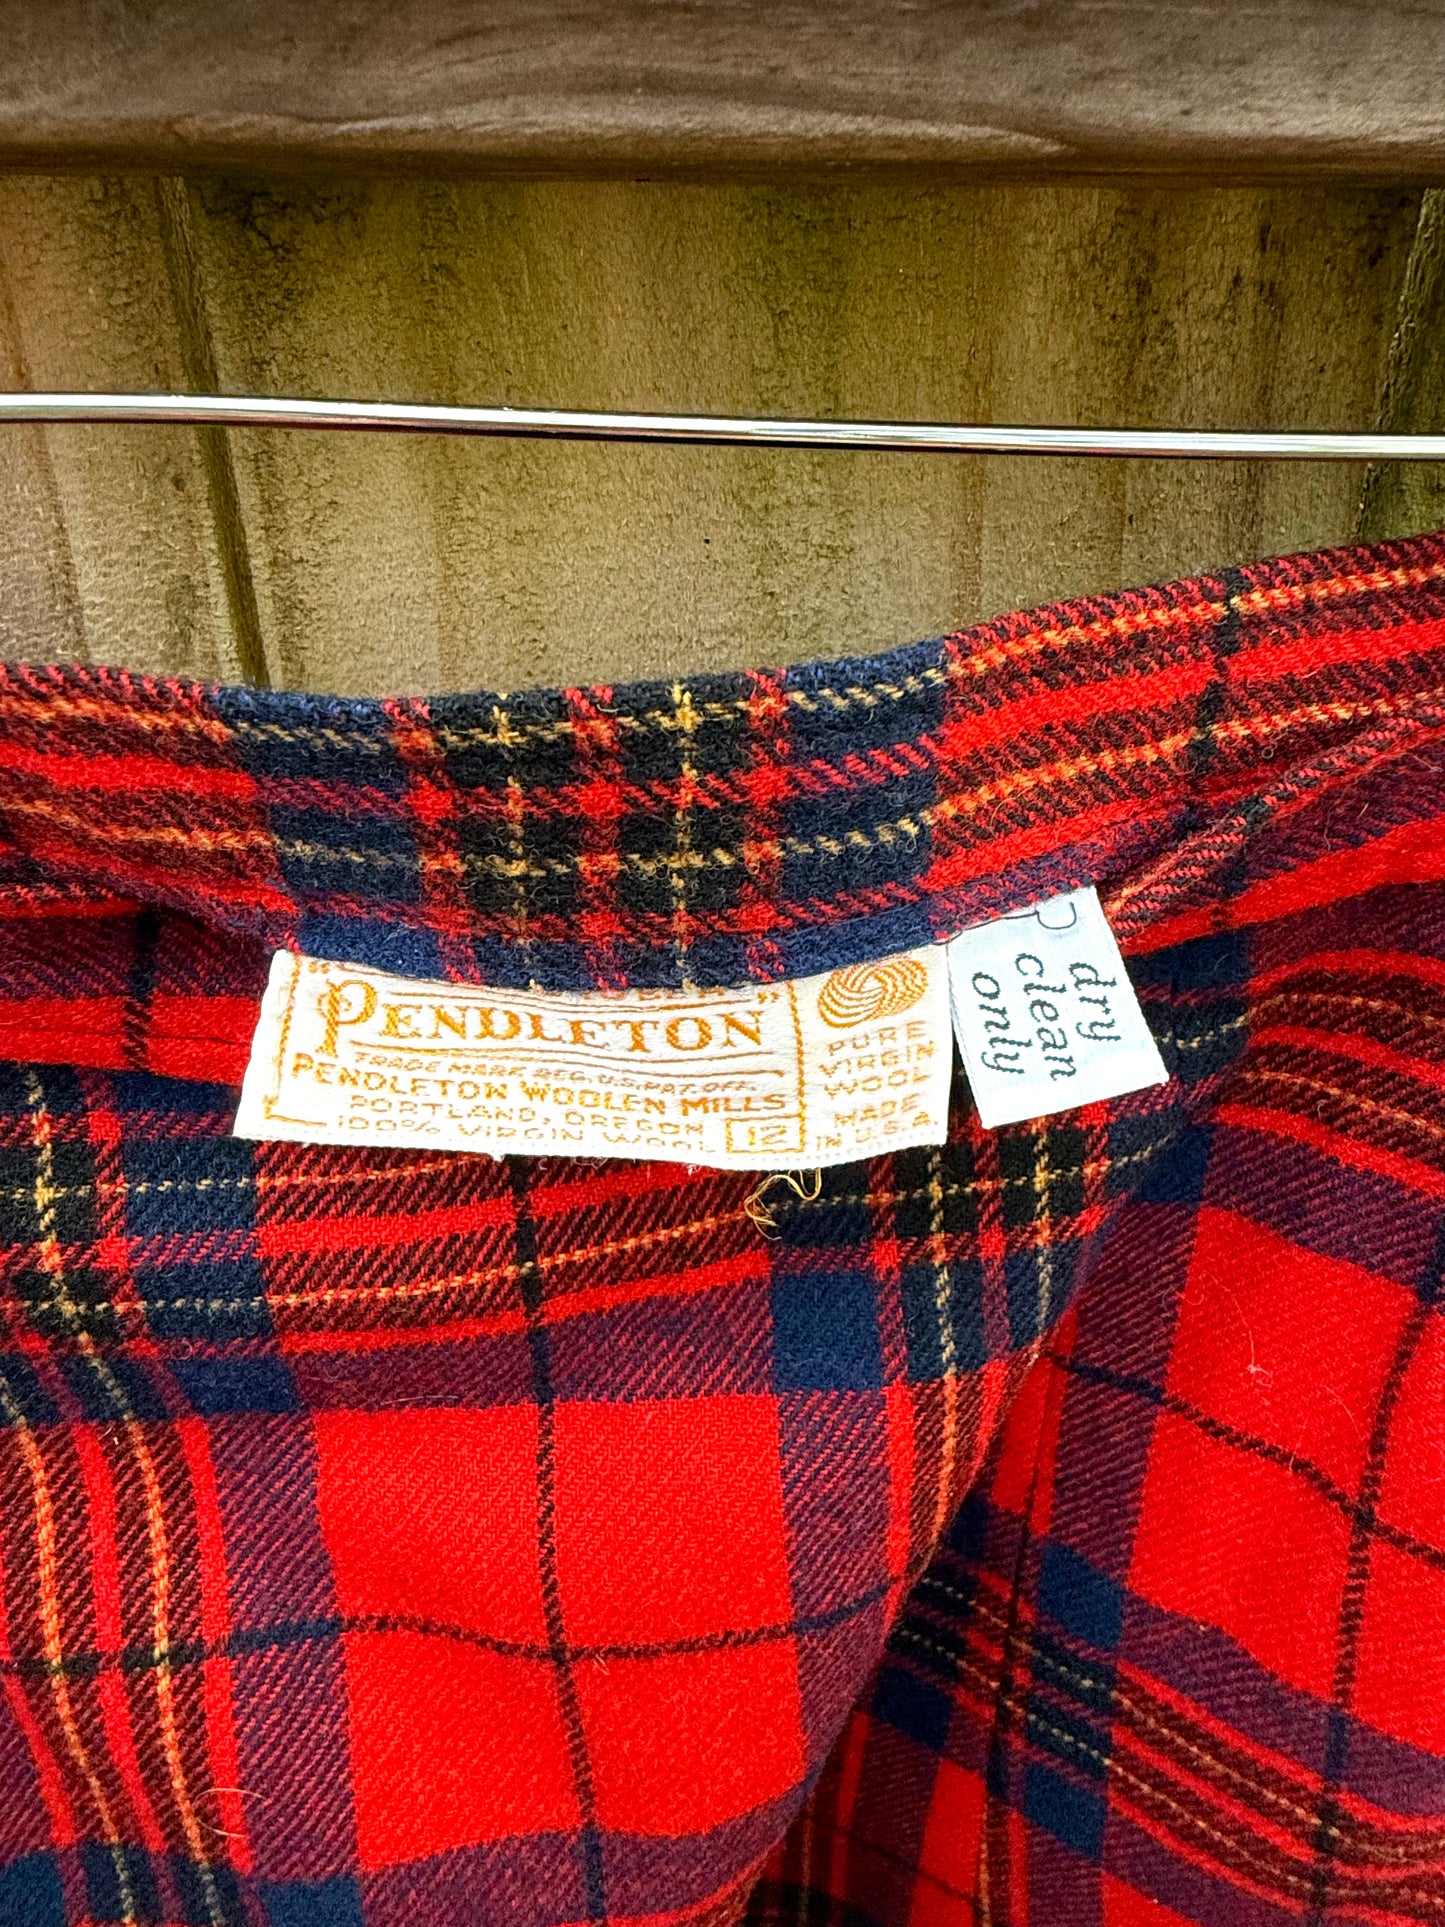 "PENDLETON"
TRADE MARK REG. U.S. PAT. OFF.
PENDLETON WOOLEN MILLS
PORTLAND, OREGON
100% VIRGIN WOOL
12
PURE
VIRGIN
WOOL
MADE
IN U.S.A.
dry
clean
only